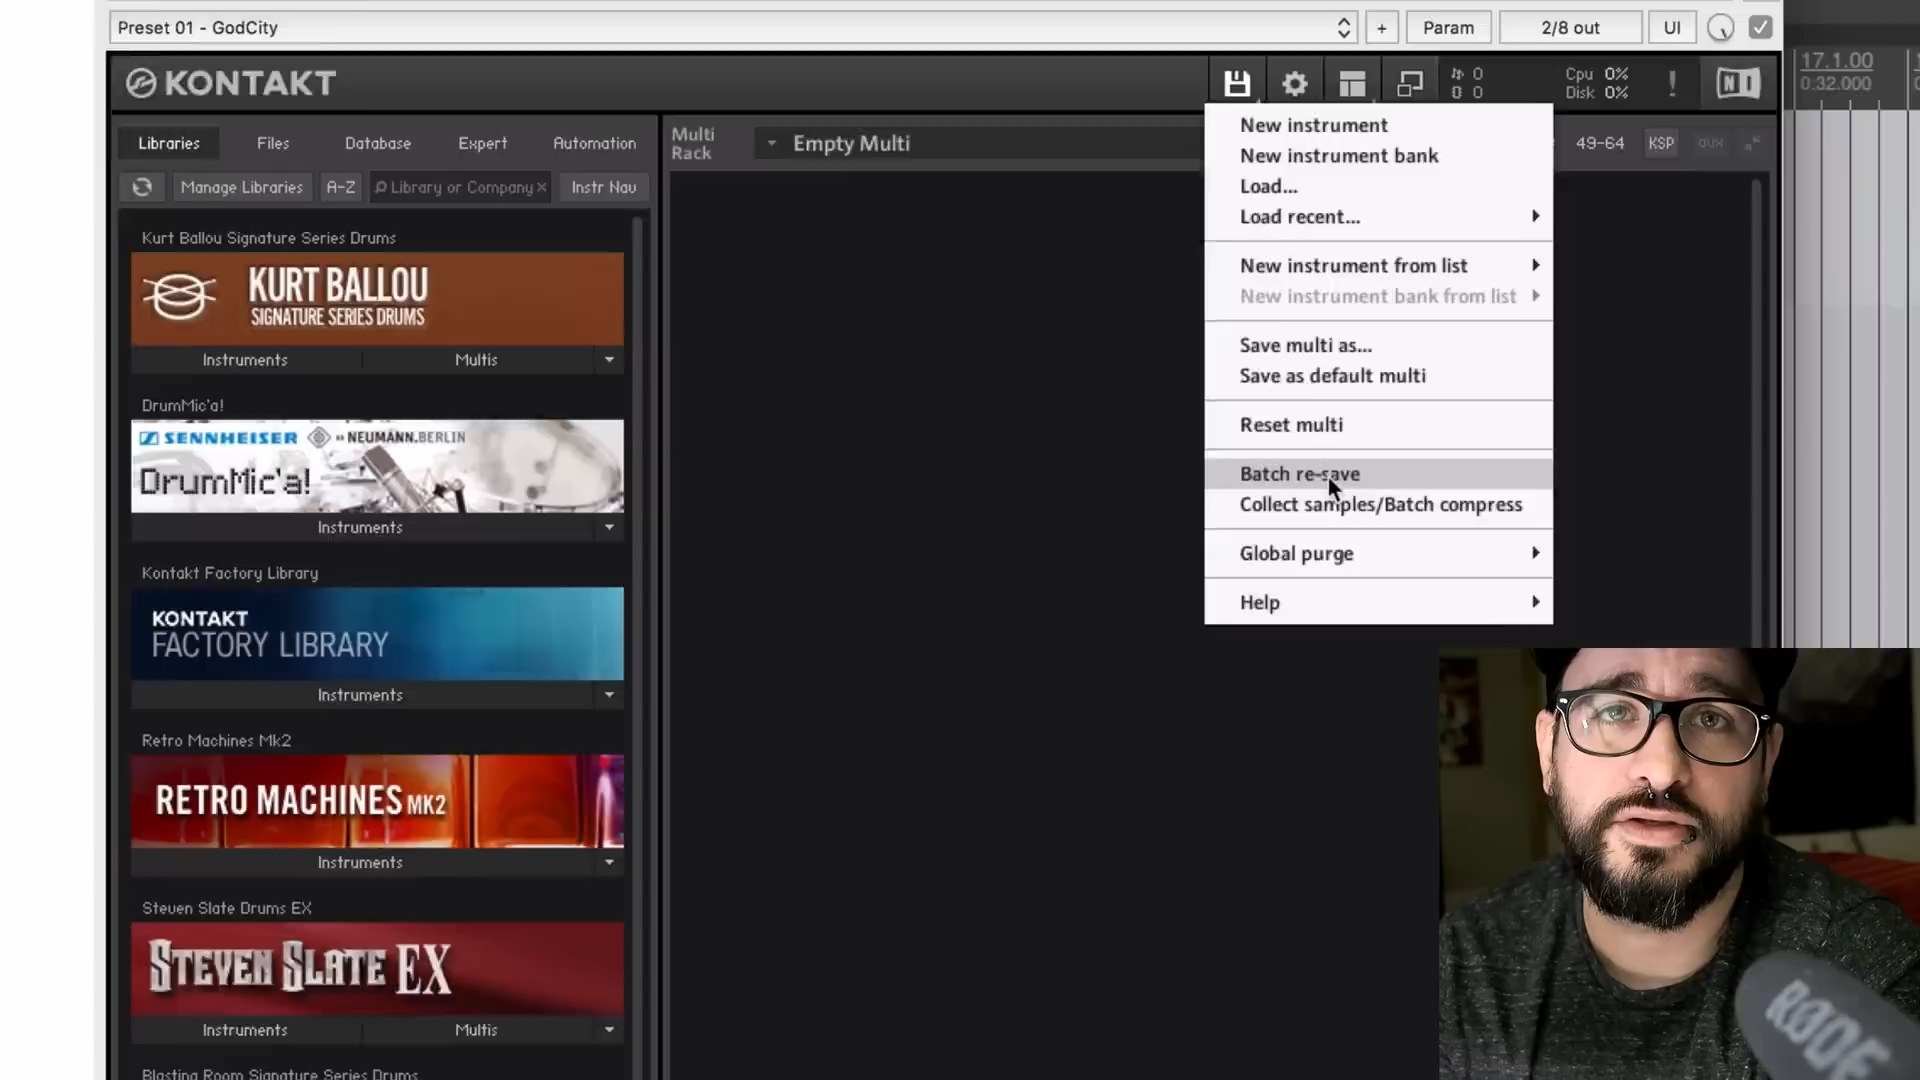 Preset 01 - GodCity
+
Param
2/8 out
UI
17.1.00
0:32.000
KONTAKT
0
0
Cpu 0%
Disk 0%
!
Libraries
Files
Database
Expert
Automation
Multi
Rack
Empty Multi
49-64
KSP
aux
Manage Libraries
A-Z
Library or Company
Instr Nav
New instrument
New instrument bank
Load...
Load recent...
New instrument from list
New instrument bank from list
Save multi as...
Save as default multi
Reset multi
Batch re-save
Collect samples/Batch compress
Global purge
Help
Kurt Ballou Signature Series Drums
KURT BALLOU
SIGNATURE SERIES DRUMS
Instruments
Multis
DrumMic'a!
SENNHEISER
NEUMANN.BERLIN
DrumMic'a!
Instruments
Kontakt Factory Library
KONTAKT
FACTORY LIBRARY
Instruments
Retro Machines Mk2
RETRO MACHINES MK2
Instruments
Steven Slate Drums EX
STEVEN SLATE EX
Instruments
Multis
Blasting Room Signature Series Drums
RØDE